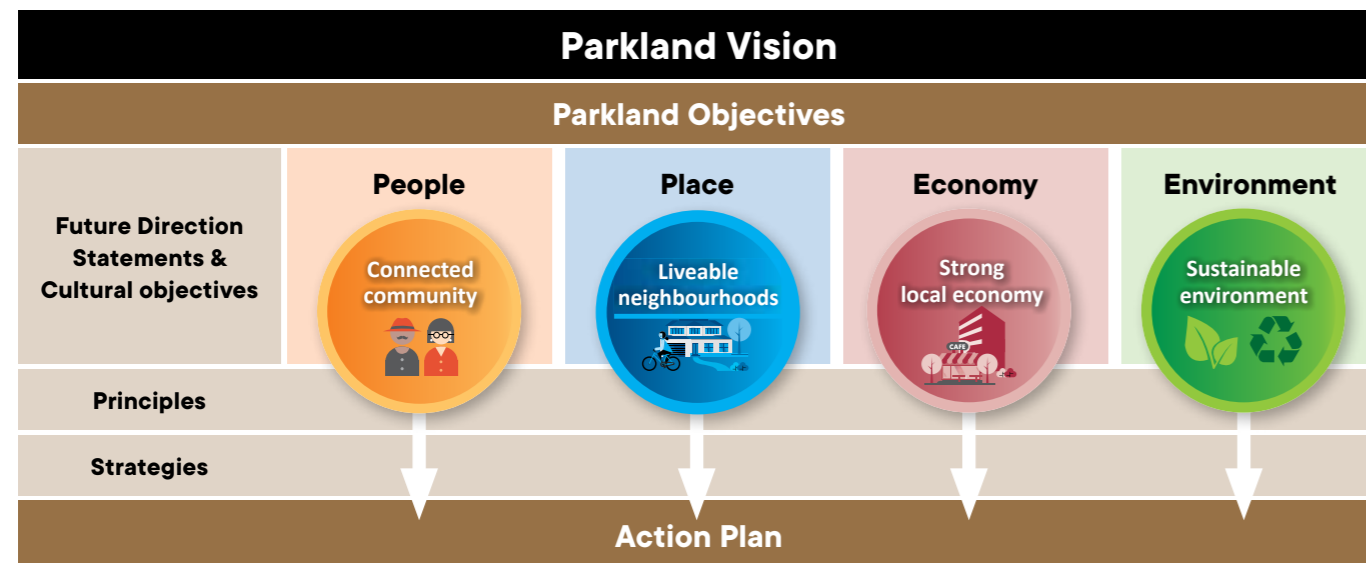 Parkland Vision
Parkland Objectives
Future Direction
Statements &
Cultural objectives
People
Connected
community
Place
Liveable
neighbourhoods
Economy
Strong
local economy
CAFE
Environment
Sustainable
environment
Principles
Strategies
Action Plan